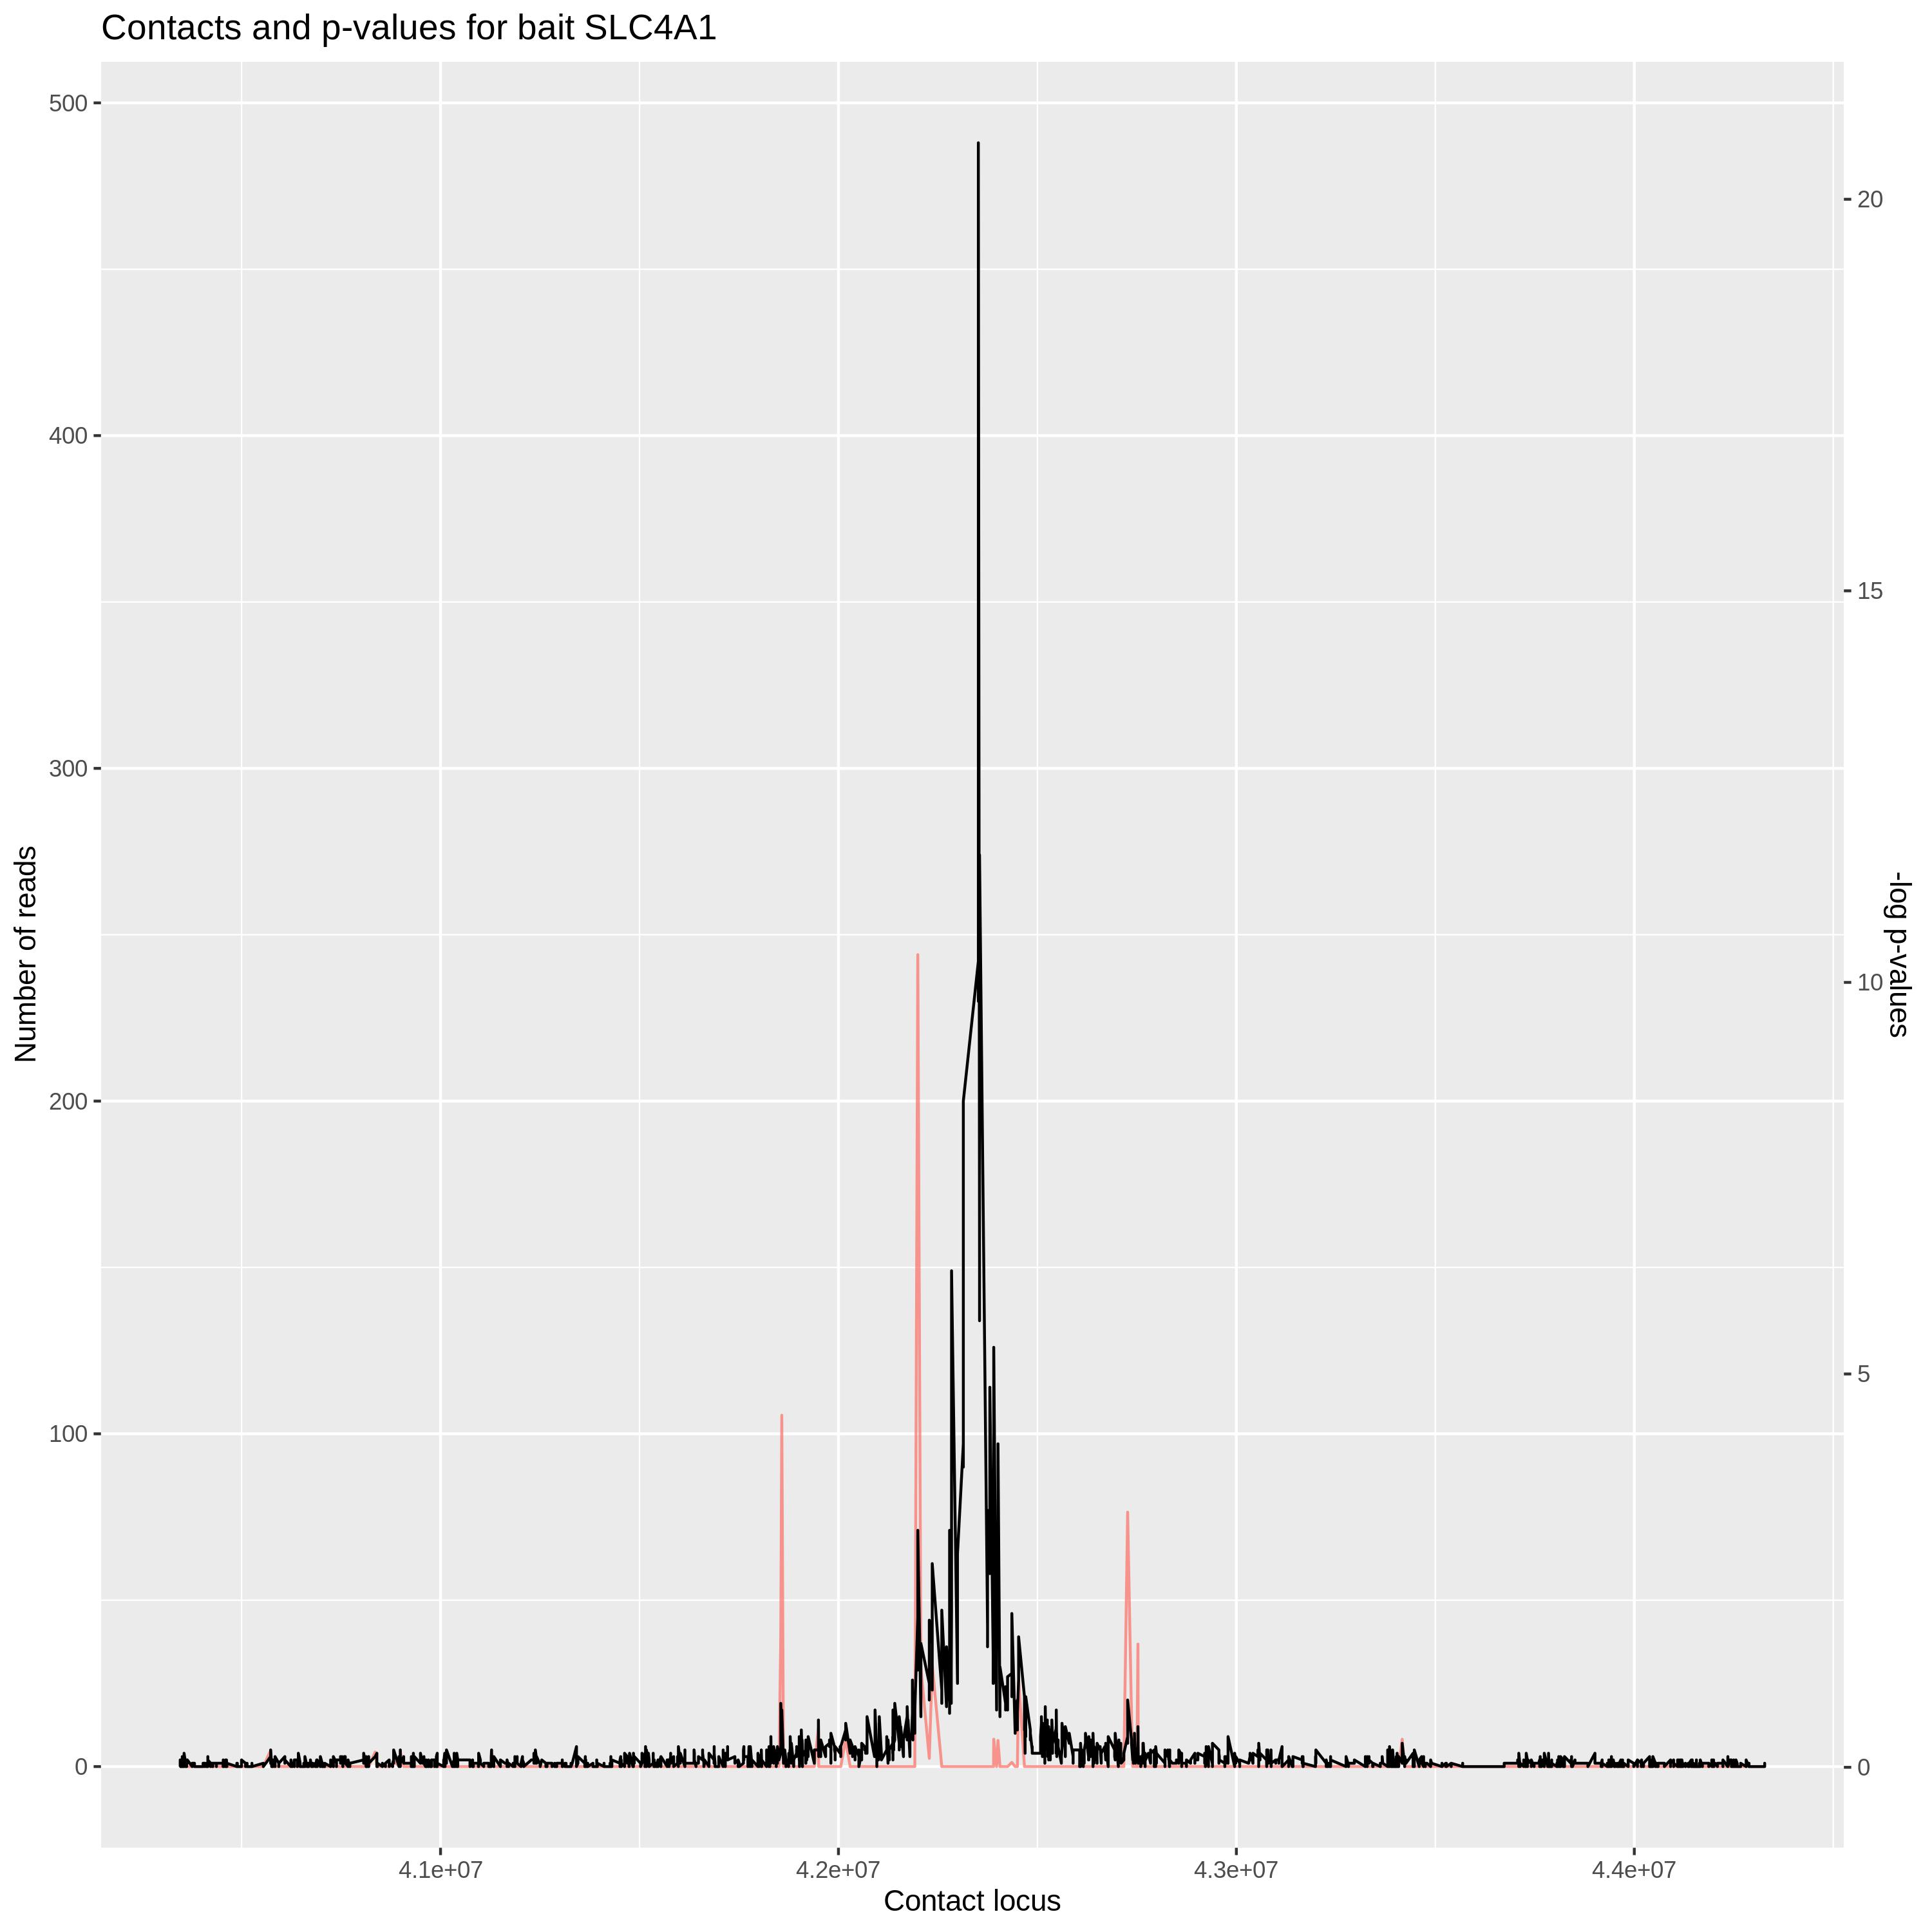 Contacts and p-values for bait SLC4A1
Number of reads
500
400
300
200
100
0
20
15
10
5
0
-log p-values
4.1e+07
4.2e+07
4.3e+07
4.4e+07
Contact locus